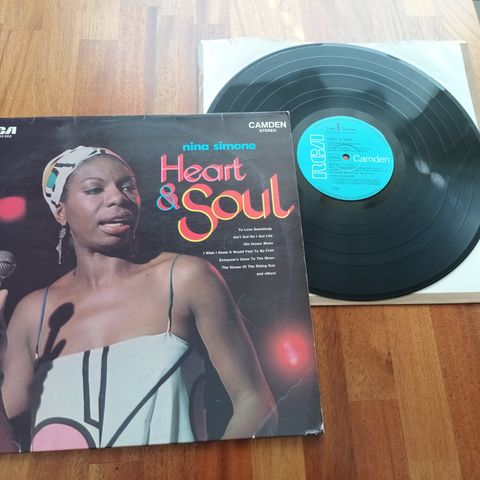 RCA
CAMDEN
STEREO
nina simone
Heart
& Soul
To Love Somebody
Ain't Got No I Got Life
Gin House Blues
I Wish I Knew It Would Feel To Be Free
Everyone's Gone To The Moon
The House Of The Rising Sun
and others
RCA
Camden
HEART & SOUL